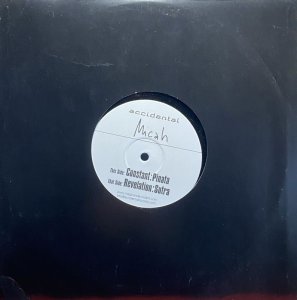 accidental
Micah
This Side: Constant: Pinata
That Side: Revelation: Sutra